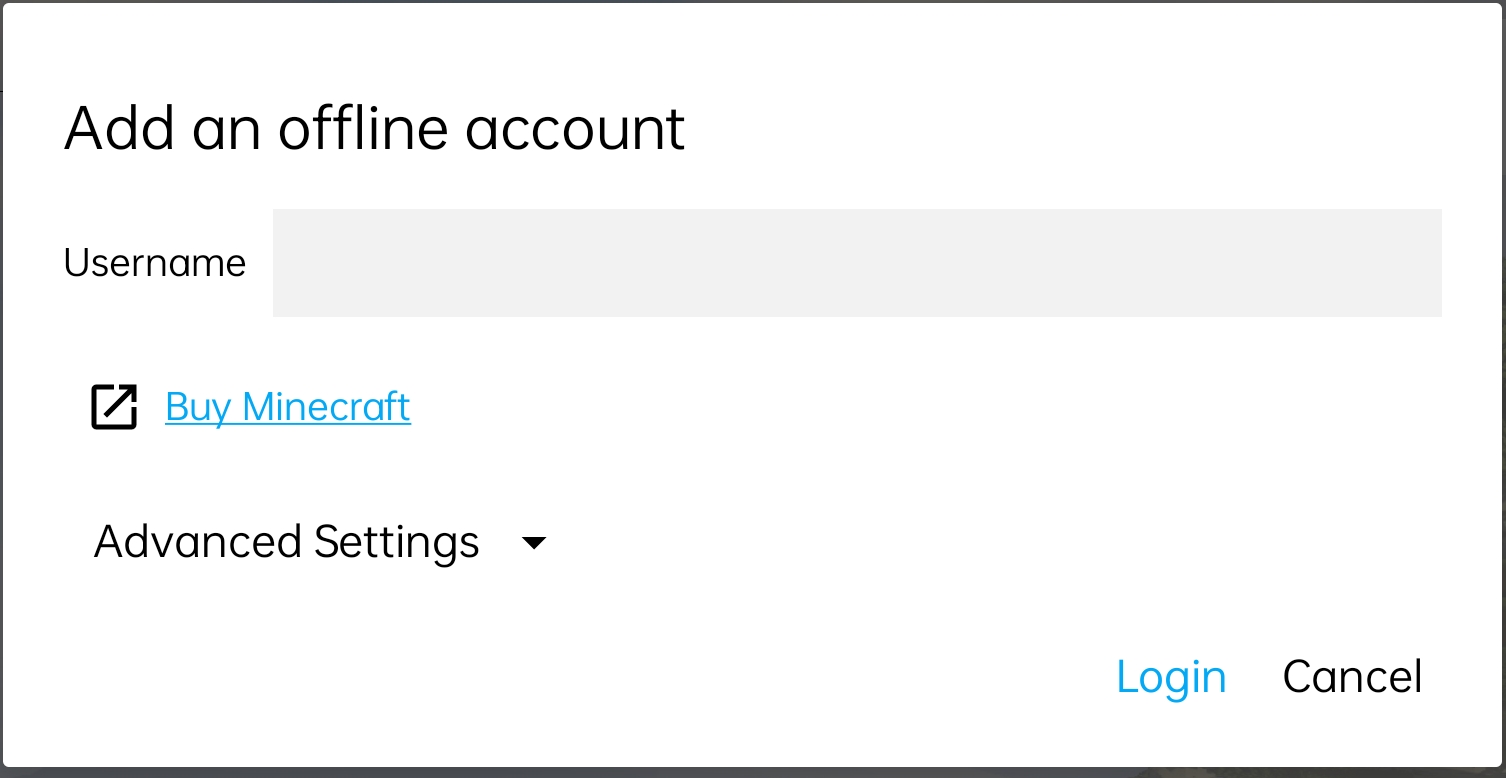 Add an offline account
Username
Buy Minecraft
Advanced Settings
Login Cancel